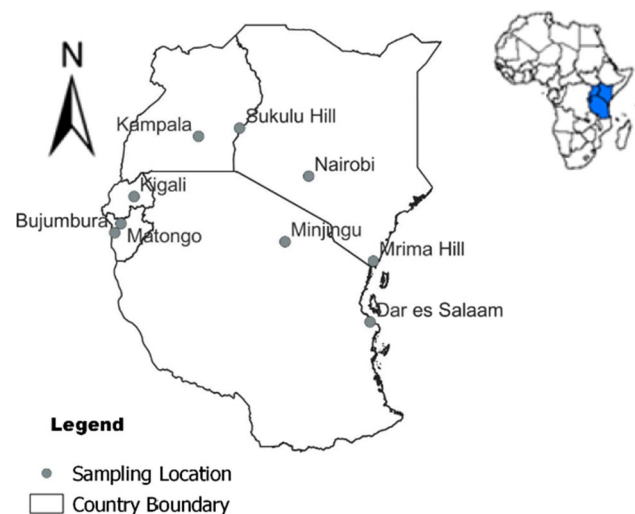 N
Kampala
Sukulu Hill
Nairobi
Kigali
Bujumbura
Matongo
Minjingu
Mrima Hill
Dar es Salaam
Legend
Sampling Location
Country Boundary